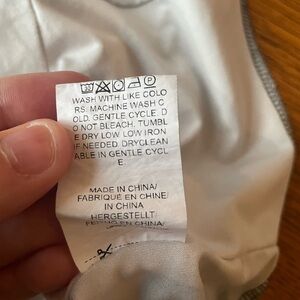 WASH WITH LIKE COLO
RS. MACHINE WASH C
OLD. GENTLE CYCLE. D
O NOT BLEACH. TUMBL
E DRY LOW. LOW IRON
IF NEEDED. DRYCLEAN
ABLE IN GENTLE CYCL
E
MADE IN CHINA/
FABRIQUÉ EN CHINE/
IN CHINA
HERGESTELLT